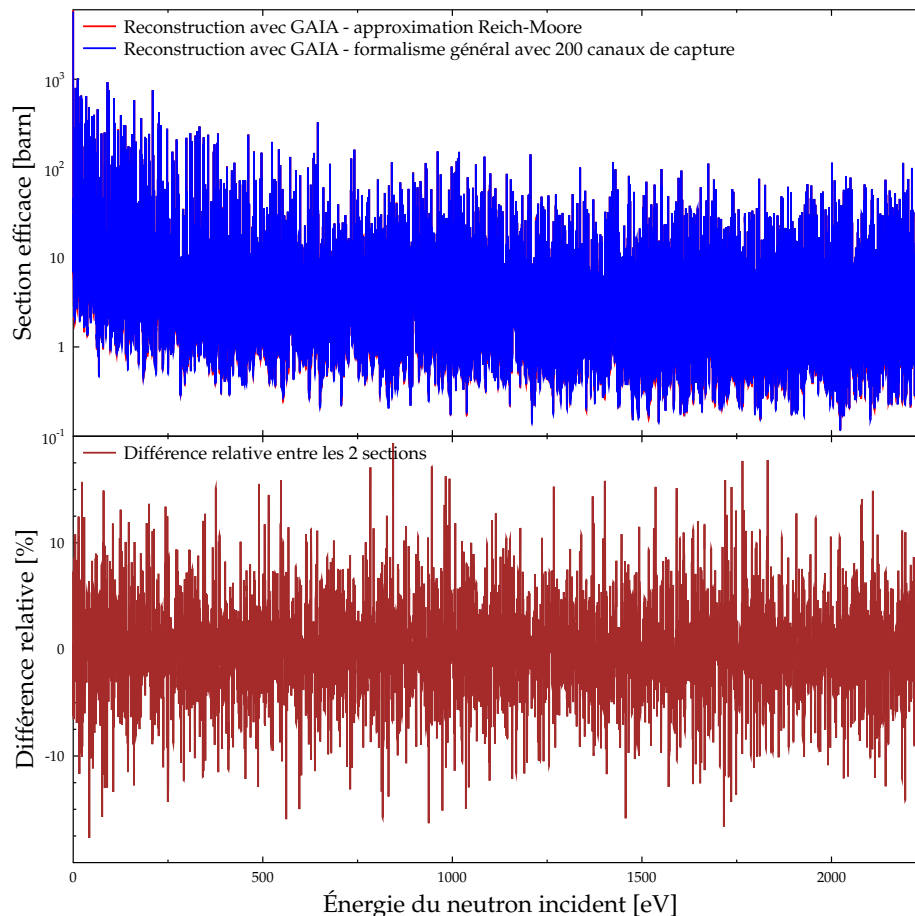 Reconstruction avec GAIA - approximation Reich-Moore
Reconstruction avec GAIA - formalisme général avec 200 canaux de capture
Section efficace [barn]
10³
10²
10
1
10⁻¹
Différence relative entre les 2 sections
Différence relative [%]
10
0
-10
0
500
1000
1500
2000
Énergie du neutron incident [eV]